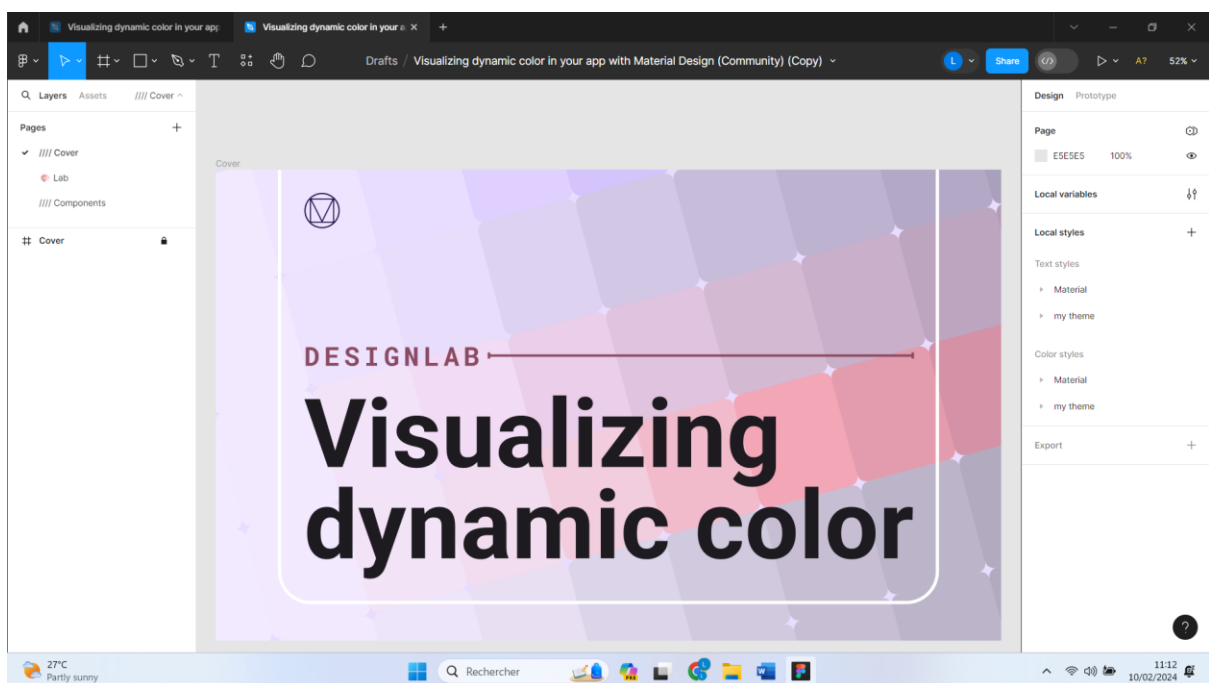 Visualizing dynamic color in your app
Visualizing dynamic color in your a
Drafts / Visualizing dynamic color in your app with Material Design (Community) (Copy)
L
Share
A?
52%
Layers Assets //// Cover
Pages
//// Cover
Lab
//// Components
Cover
Cover
DESIGNLAB
Visualizing
dynamic color
Design Prototype
Page
E5E5E5 100%
Local variables
Local styles
Text styles
Material
my theme
Color styles
Material
my theme
Export
?
27°C
Partly sunny
Rechercher
PRE
11:12
10/02/2024